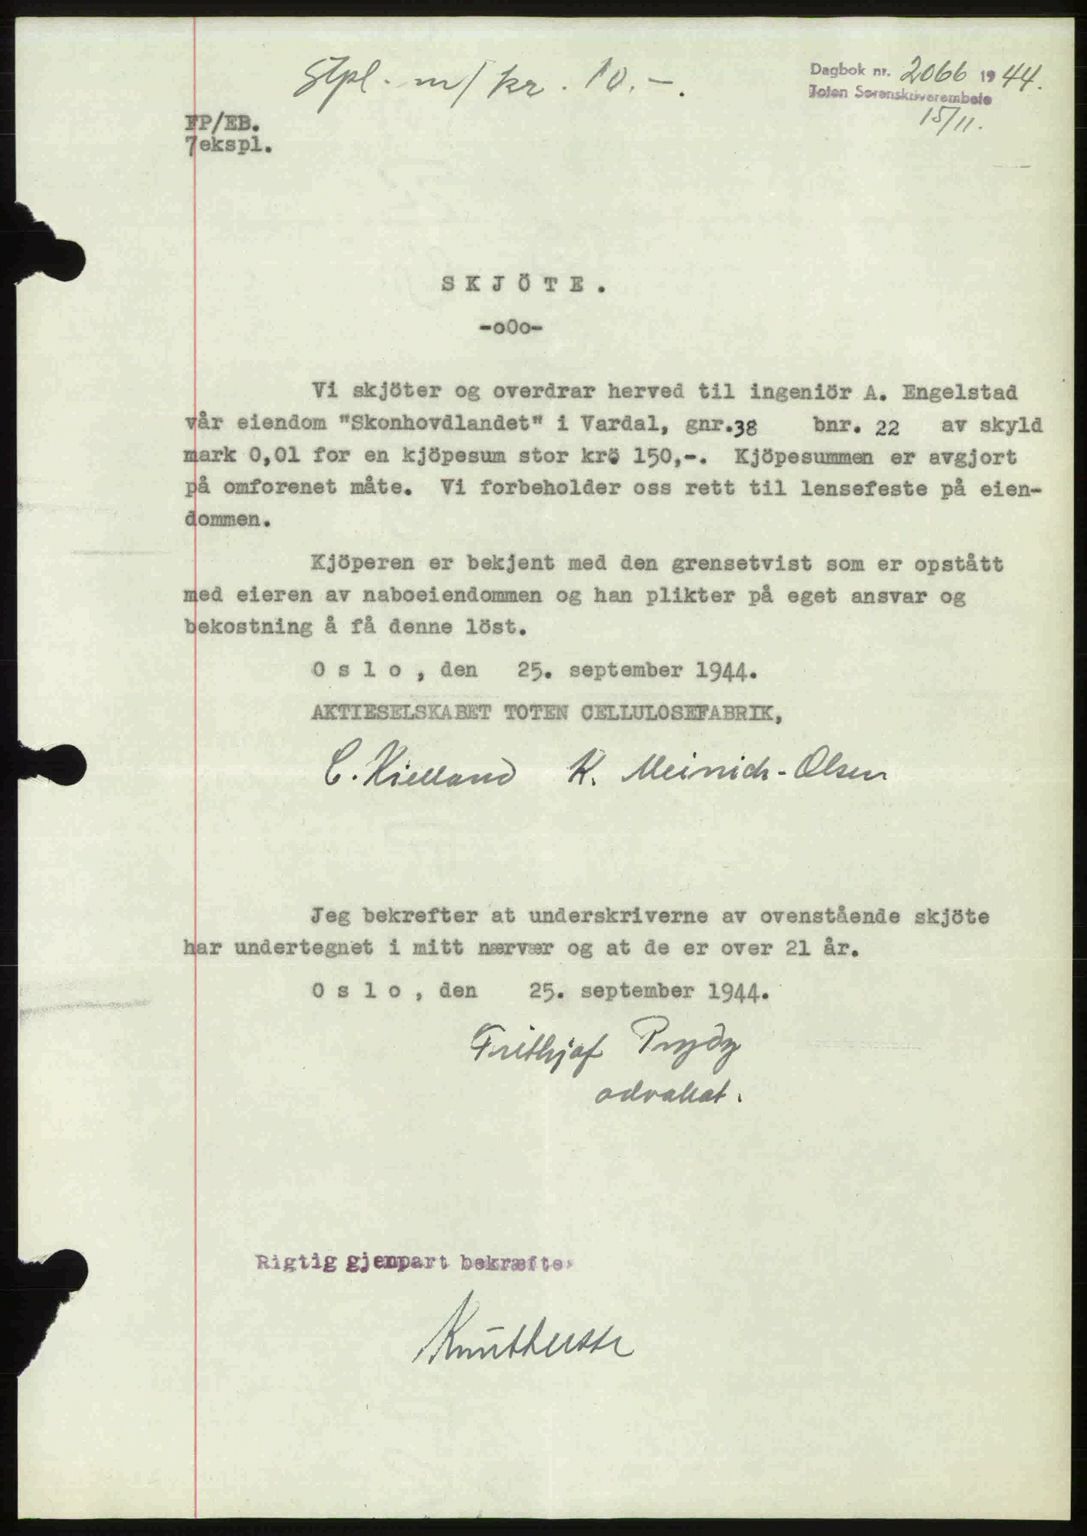 Stpl. m/ kr. 10.-.
Dagbok nr. 2066 1944.
Toten Sorenskriverembete
15/11.
FP/EB.
7ekspl.
SKJÖTE.
-oOo-
Vi skjöter og overdrar herved til ingeniör A. Engelstad
vår eiendom "Skonhovdlandet" i Vardal, gnr.38 bnr. 22 av skyld
mark 0,01 for en kjöpesum stor kr. 150,-. Kjöpesummen er avgjort
på omforenet måte. Vi forbeholder oss rett til lensefeste på eien-
dommen.
Kjöperen er bekjent med den grensetvist som er opstått
med eieren av naboeiendommen og han plikter på eget ansvar og
bekostning å få denne löst.
Oslo, den 25. september 1944.
AKTIESELSKABET TOTEN CELLULOSEFABRIK,
C. Kielland K. Meinich-Olsen
Jeg bekrefter at underskriverne av ovenstående skjöte
har undertegnet i mitt nærvær og at de er over 21 år.
Oslo, den 25. september 1944.
Frithjof Prydz
advokat.
Rigtig gjenpart bekræftes